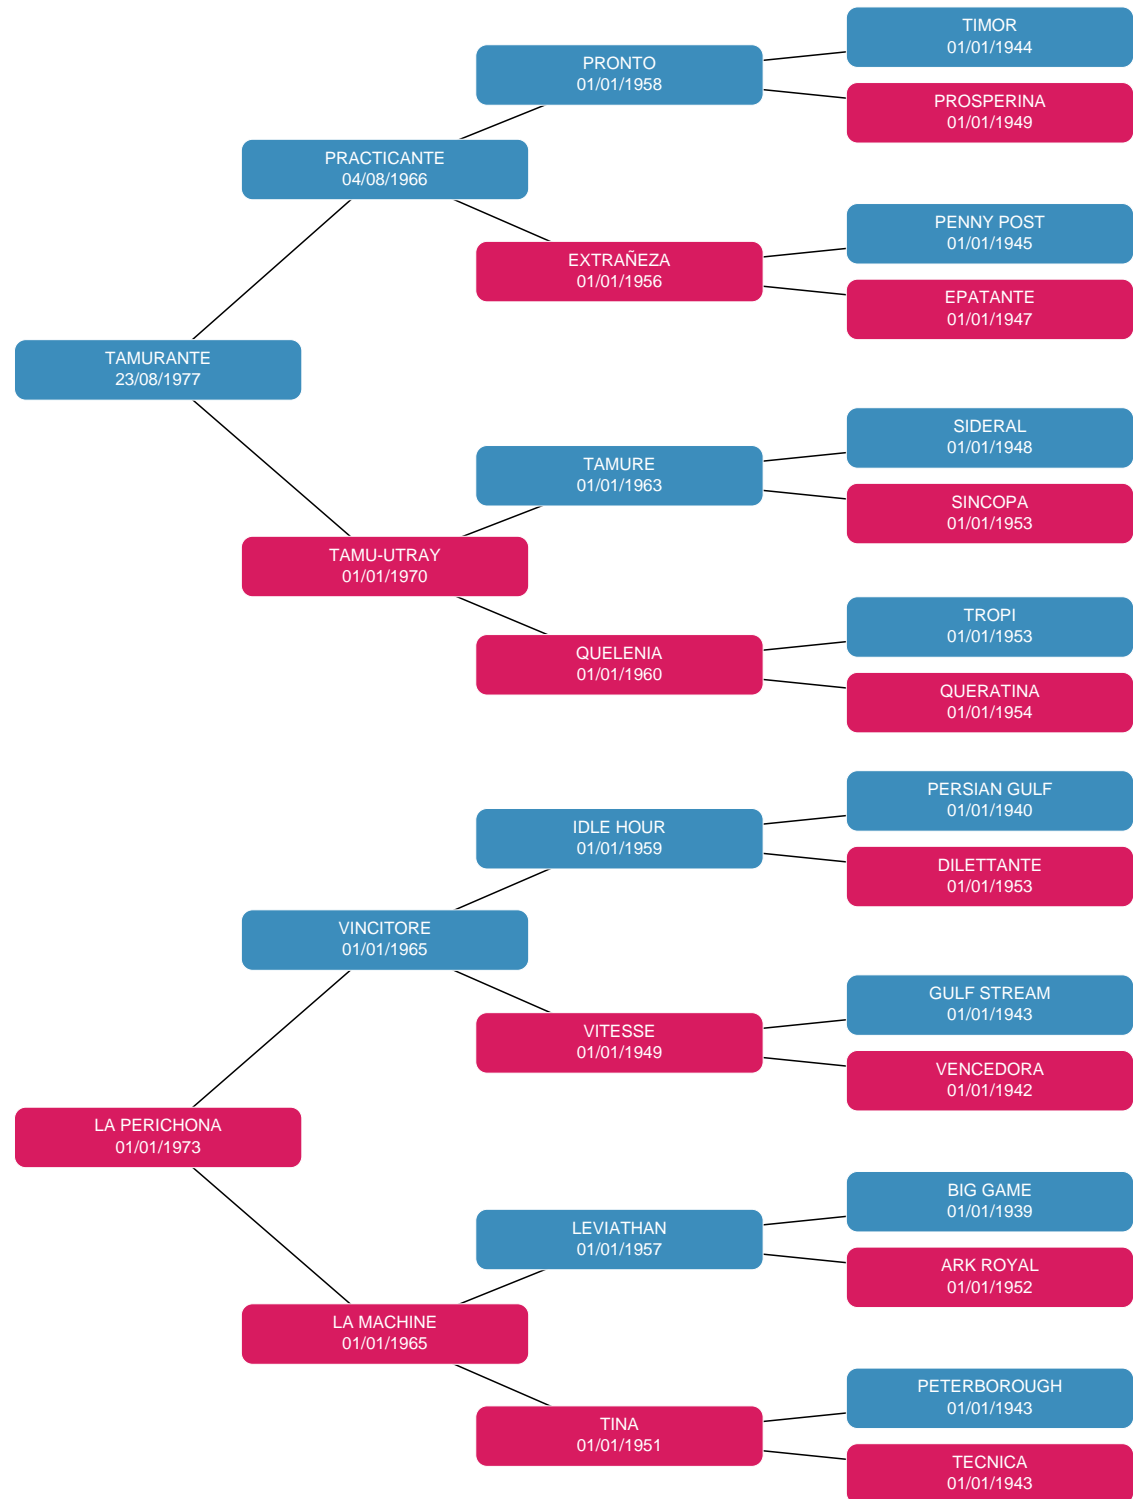 TIMOR
01/01/1944
PRONTO
01/01/1958
PROSPERINA
01/01/1949
PRACTICANTE
04/08/1966
PENNY POST
01/01/1945
EXTRAÑEZA
01/01/1956
EPATANTE
01/01/1947
TAMURANTE
23/08/1977
SIDERAL
01/01/1948
TAMURE
01/01/1963
SINCOPA
01/01/1953
TAMU-UTRAY
01/01/1970
TROPI
01/01/1953
QUELENIA
01/01/1960
QUERATINA
01/01/1954
PERSIAN GULF
01/01/1940
IDLE HOUR
01/01/1959
DILETTANTE
01/01/1953
VINCITORE
01/01/1965
GULF STREAM
01/01/1943
VITESSE
01/01/1949
VENCEDORA
01/01/1942
LA PERICHONA
01/01/1973
BIG GAME
01/01/1939
LEVIATHAN
01/01/1957
ARK ROYAL
01/01/1952
LA MACHINE
01/01/1965
PETERBOROUGH
01/01/1943
TINA
01/01/1951
TECNICA
01/01/1943